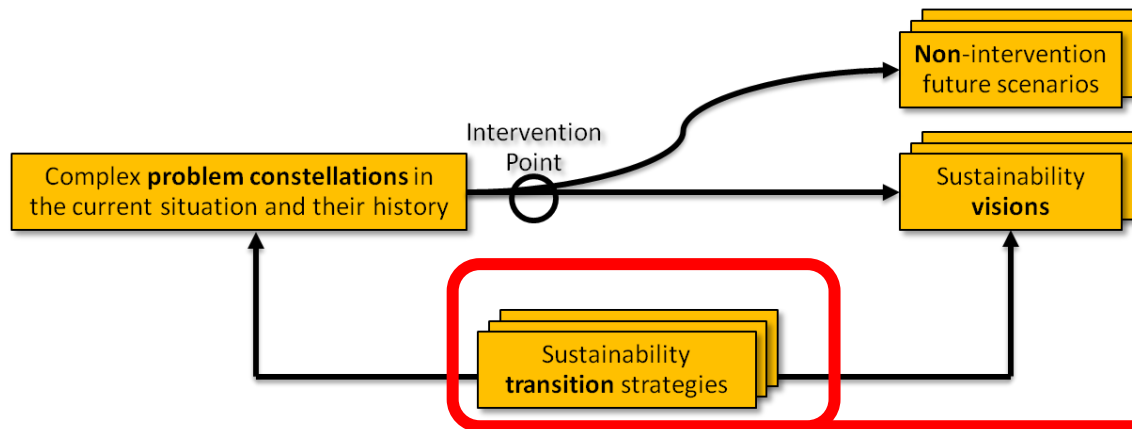 Non-intervention
future scenarios
Intervention
Point
Complex problem constellations in
the current situation and their history
Sustainability
visions
Sustainability
transition strategies